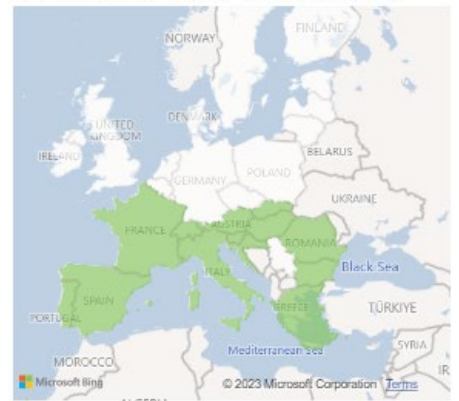 NORWAY
FINLAND
DENMARK
UNITED
KINGDOM
IRELAND
BELARUS
GERMANY
POLAND
UKRAINE
FRANCE
AUSTRIA
ROMANIA
ITALY
Black Sea
SPAIN
GREECE
TÜRKIYE
PORTUGAL
Mediterranean Sea
SYRIA
MOROCCO
IR
Microsoft Bing
© 2023 Microsoft Corporation Terms